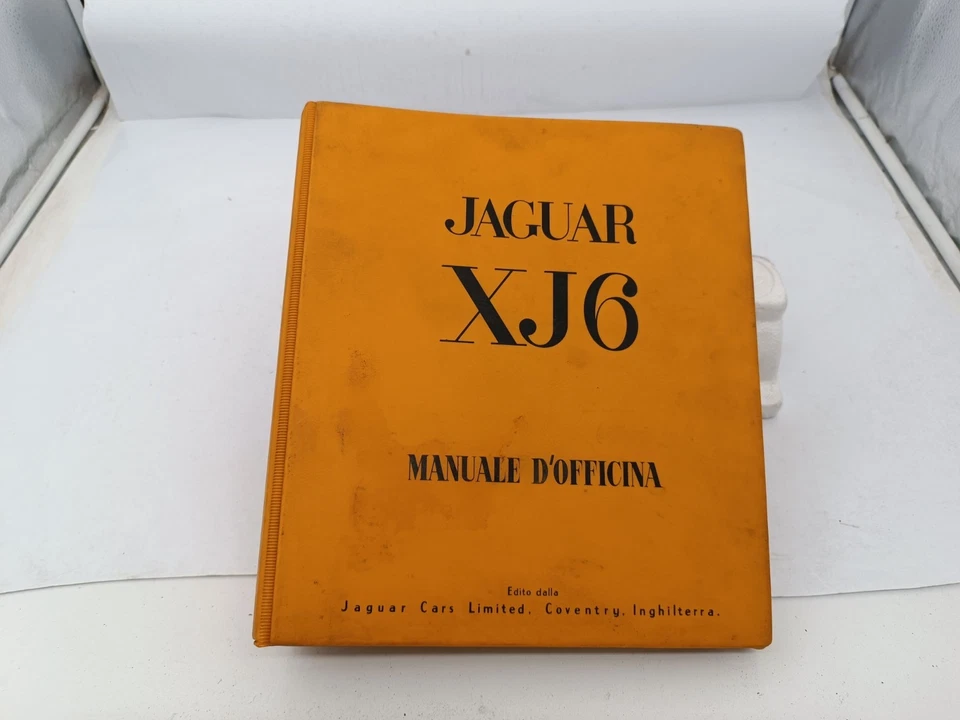 JAGUAR
XJ6
MANUALE D'OFFICINA
Edito dalla
Jaguar Cars Limited. Coventry. Inghilterra.